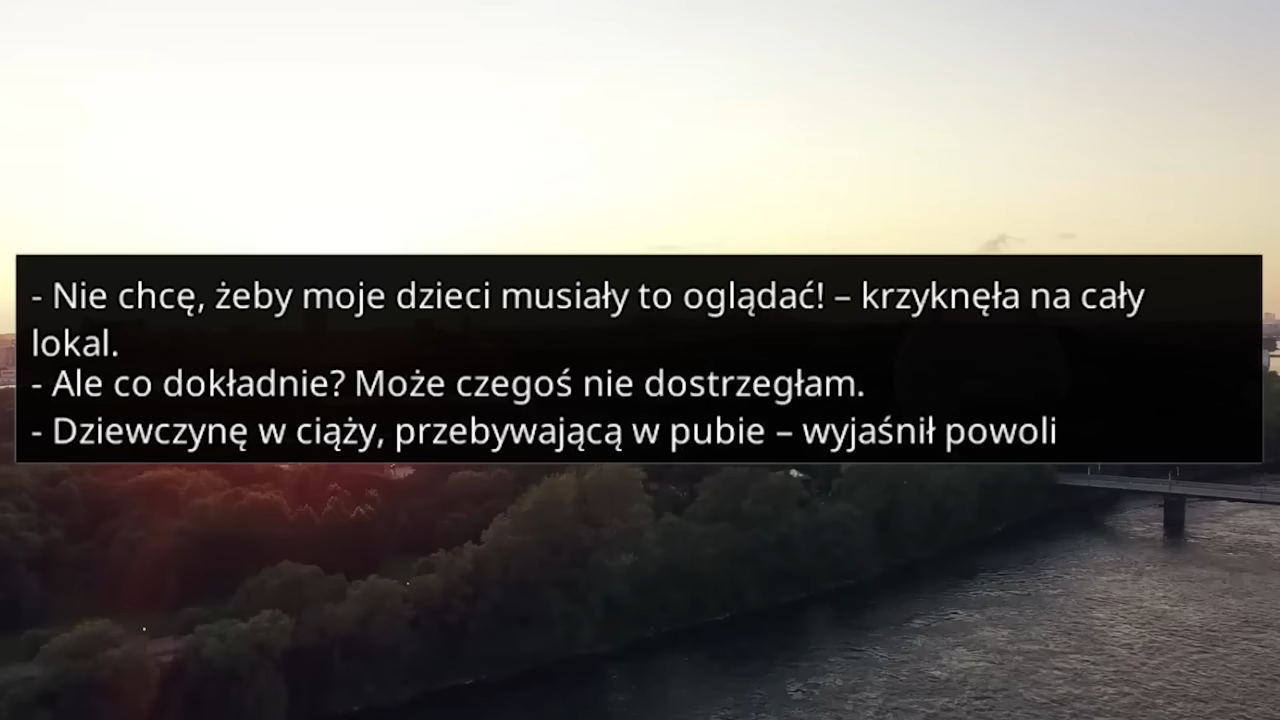 - Nie chcę, żeby moje dzieci musiały to oglądać! – krzyknęła na cały
lokal.
- Ale co dokładnie? Może czegoś nie dostrzegłam.
- Dziewczynę w ciąży, przebywającą w pubie – wyjaśnił powoli